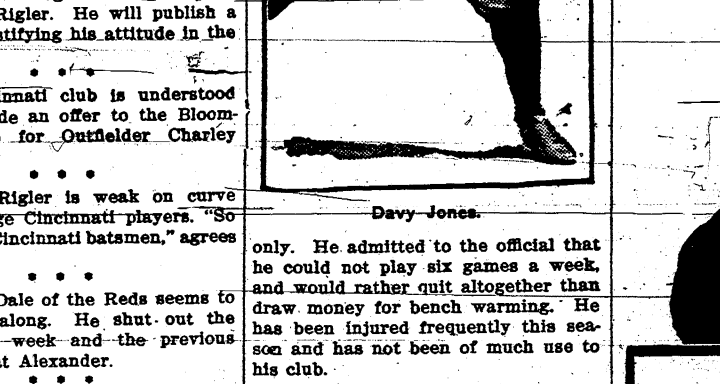 Rigler. He will publish a
ntifying his attitude in the
nnati club is understood
de an offer to the Bloom-
for Outfielder Charley
Rigler is weak on curve
ge Cincinnati players. "So
Cincinnati batsmen," agrees
Dale of the Reds seems to
along. He shut out the
week and the previous
t Alexander.
Davy Jones.
only. He admitted to the official that
he could not play six games a week,
and would rather quit altogether than
draw money for bench warming. He
has been injured frequently this sea-
son and has not been of much use to
his club.